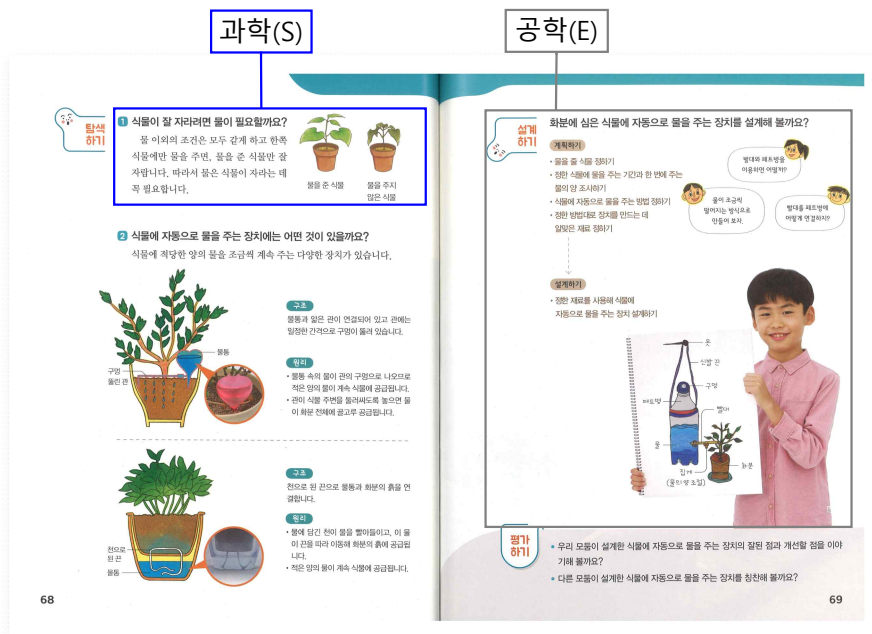 과학(S)
공학(E)
탐색
하기
1 식물이 잘 자라려면 물이 필요할까요?
물 이외의 조건은 모두 같게 하고 한쪽
식물에만 물을 주면, 물을 준 식물만 잘
자랍니다. 따라서 물은 식물이 자라는 데
꼭 필요합니다.
물을 준 식물
물을 주지
않은 식물
2 식물에 자동으로 물을 주는 장치에는 어떤 것이 있을까요?
식물에 적당한 양의 물을 조금씩 계속 주는 다양한 장치가 있습니다.
물통
구멍
뚫린 관
구조
물통과 얇은 관이 연결되어 있고 관에는
일정한 간격으로 구멍이 뚫려 있습니다.
원리
• 물통 속의 물이 관의 구멍으로 나오므로
적은 양의 물이 계속 식물에 공급됩니다.
• 관이 식물 주변을 둘러싸도록 놓으면 물
이 화분 전체에 골고루 공급됩니다.
천으로
된 끈
물통
구조
천으로 된 끈으로 물통과 화분의 흙을 연
결합니다.
원리
• 물에 담긴 천이 물을 빨아들이고, 이 물
이 끈을 따라 이동해 화분의 흙에 공급됩
니다.
• 적은 양의 물이 계속 식물에 공급됩니다.
68
설계
하기
화분에 심은 식물에 자동으로 물을 주는 장치를 설계해 볼까요?
계획하기
• 물을 줄 식물 정하기
• 정한 식물에 물을 주는 기간과 한 번에 주는
물의 양 조사하기
• 식물에 자동으로 물을 주는 방법 정하기
• 정한 방법대로 장치를 만드는 데
알맞은 재료 정하기
빨대와 페트병을
이용하면 어떨까?
물이 조금씩
떨어지는 방식으로
만들어 보자.
빨대를 페트병에
어떻게 연결하지?
설계하기
• 정한 재료를 사용해 식물에
자동으로 물을 주는 장치 설계하기
못
신발 끈
구멍
페트병
빨대
물
집게
(물의 양 조절)
화분
평가
하기
• 우리 모둠이 설계한 식물에 자동으로 물을 주는 장치의 잘된 점과 개선할 점을 이야
기해 볼까요?
• 다른 모둠이 설계한 식물에 자동으로 물을 주는 장치를 칭찬해 볼까요?
69